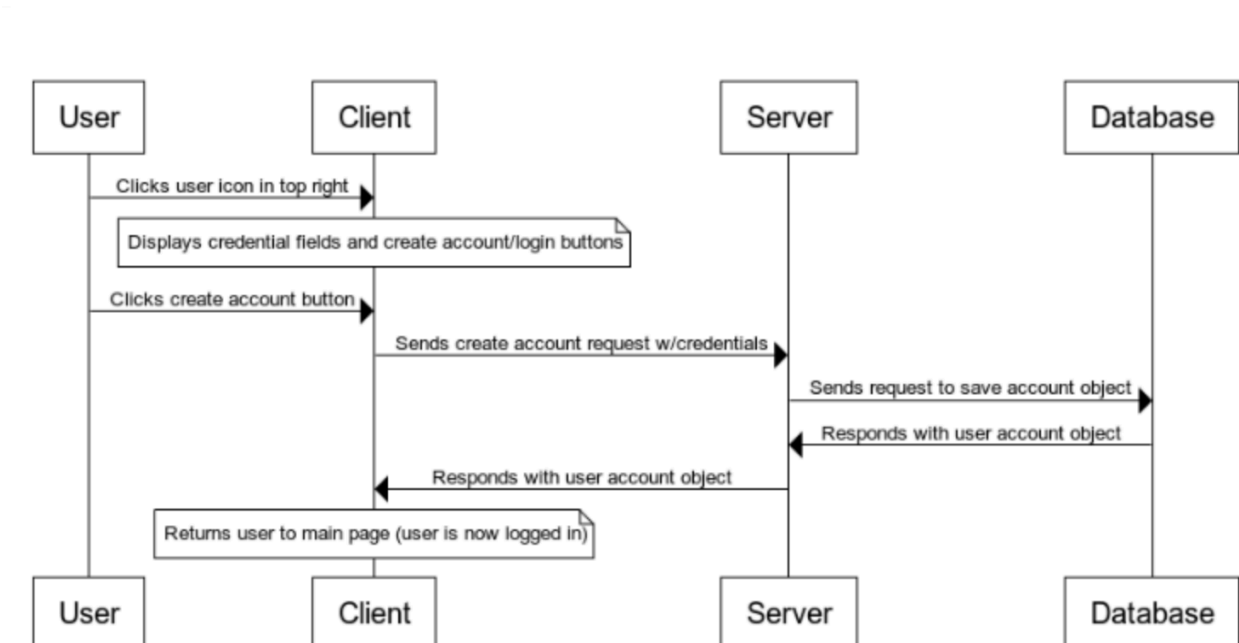 User
Client
Server
Database
Clicks user icon in top right
Displays credential fields and create account/login buttons
Clicks create account button
Sends create account request w/credentials
Sends request to save account object
Responds with user account object
Responds with user account object
Returns user to main page (user is now logged in)
User
Client
Server
Database